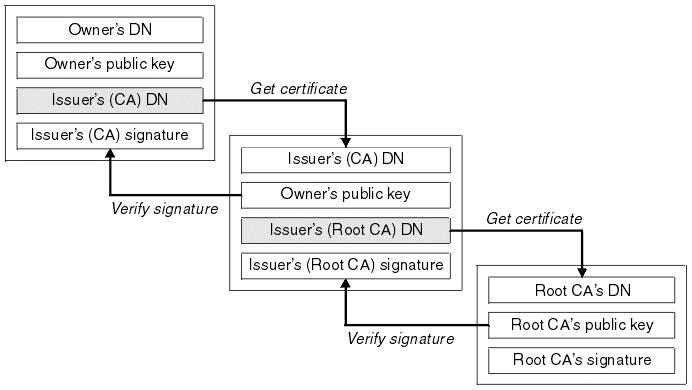 Owner's DN
Owner's public key
Issuer's (CA) DN
Get certificate
Issuer's (CA) signature
Issuer's (CA) DN
Verify signature
Owner's public key
Issuer's (Root CA) DN
Get certificate
Issuer's (Root CA) signature
Root CA's DN
Verify signature
Root CA's public key
Root CA's signature